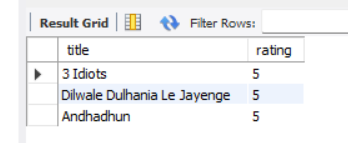 Result Grid Filter Rows:
title rating
3 Idiots 5
Dilwale Dulhania Le Jayenge 5
Andhadhun 5